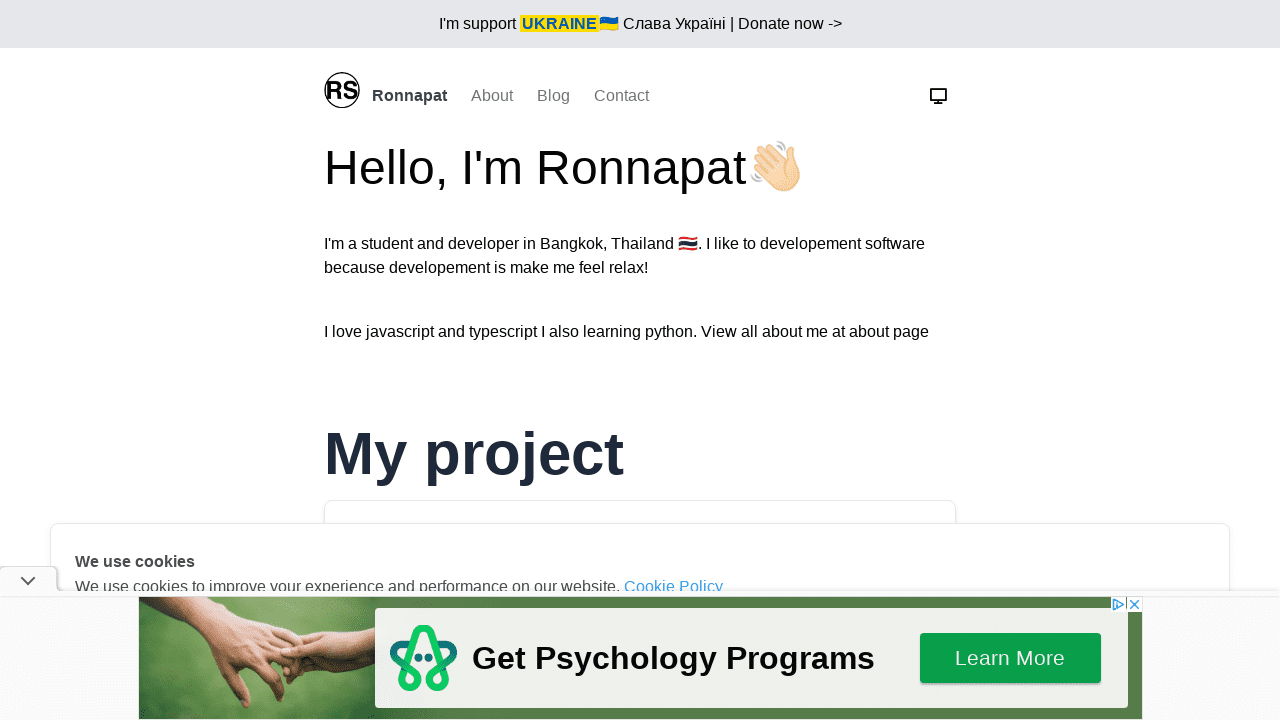 I'm support UKRAINE🇺🇦 Слава Україні | Donate now ->
RS Ronnapat About Blog Contact
Hello, I'm Ronnapat👋🏻
I'm a student and developer in Bangkok, Thailand 🇹🇭. I like to developement software
because developement is make me feel relax!
I love javascript and typescript I also learning python. View all about me at about page
My project
We use cookies
We use cookies to improve your experience and performance on our website. Cookie Policy
Get Psychology Programs
Learn More